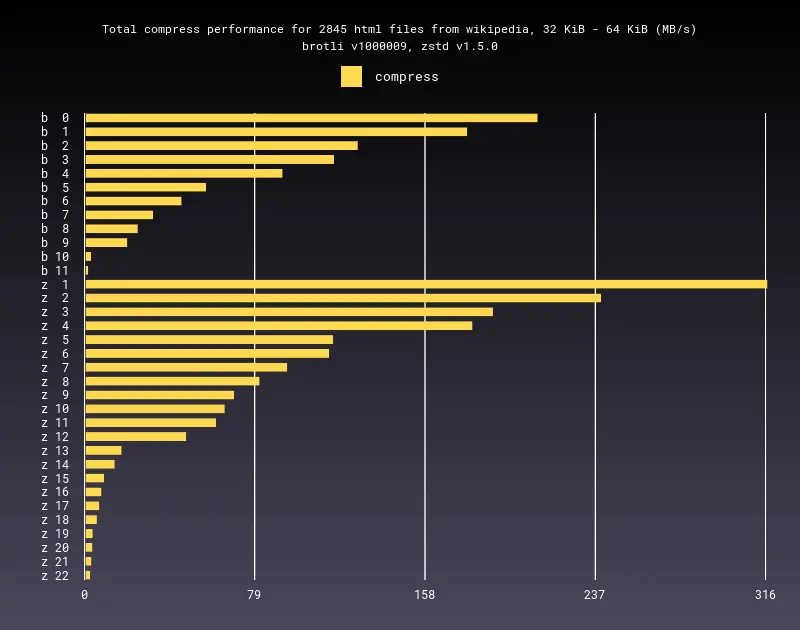 Total compress performance for 2845 html files from wikipedia, 32 KiB - 64 KiB (MB/s)
brotli v1000009, zstd v1.5.0
compress
b 0
b 1
b 2
b 3
b 4
b 5
b 6
b 7
b 8
b 9
b 10
b 11
z 1
z 2
z 3
z 4
z 5
z 6
z 7
z 8
z 9
z 10
z 11
z 12
z 13
z 14
z 15
z 16
z 17
z 18
z 19
z 20
z 21
z 22
0 79 158 237 316